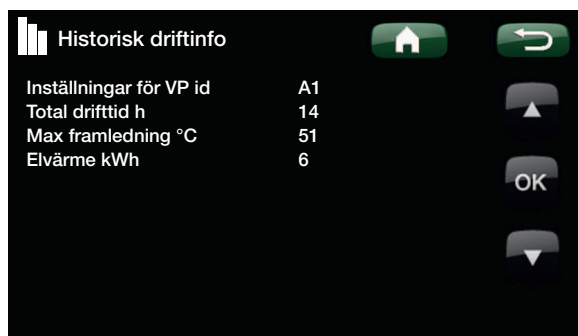 Historisk driftinfo
Inställningar för VP id A1
Total drifttid h 14
Max framledning °C 51
Elvärme kWh 6
OK